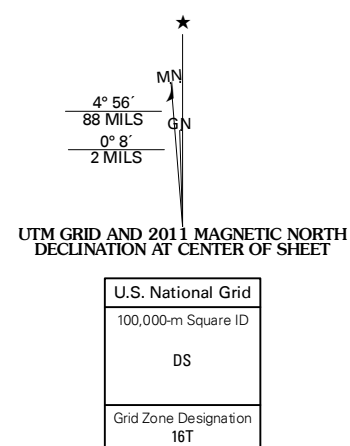 ★
MN
4° 56´
88 MILS
GN
0° 8´
2 MILS
UTM GRID AND 2011 MAGNETIC NORTH
DECLINATION AT CENTER OF SHEET
U.S. National Grid
100,000-m Square ID
DS
Grid Zone Designation
16T